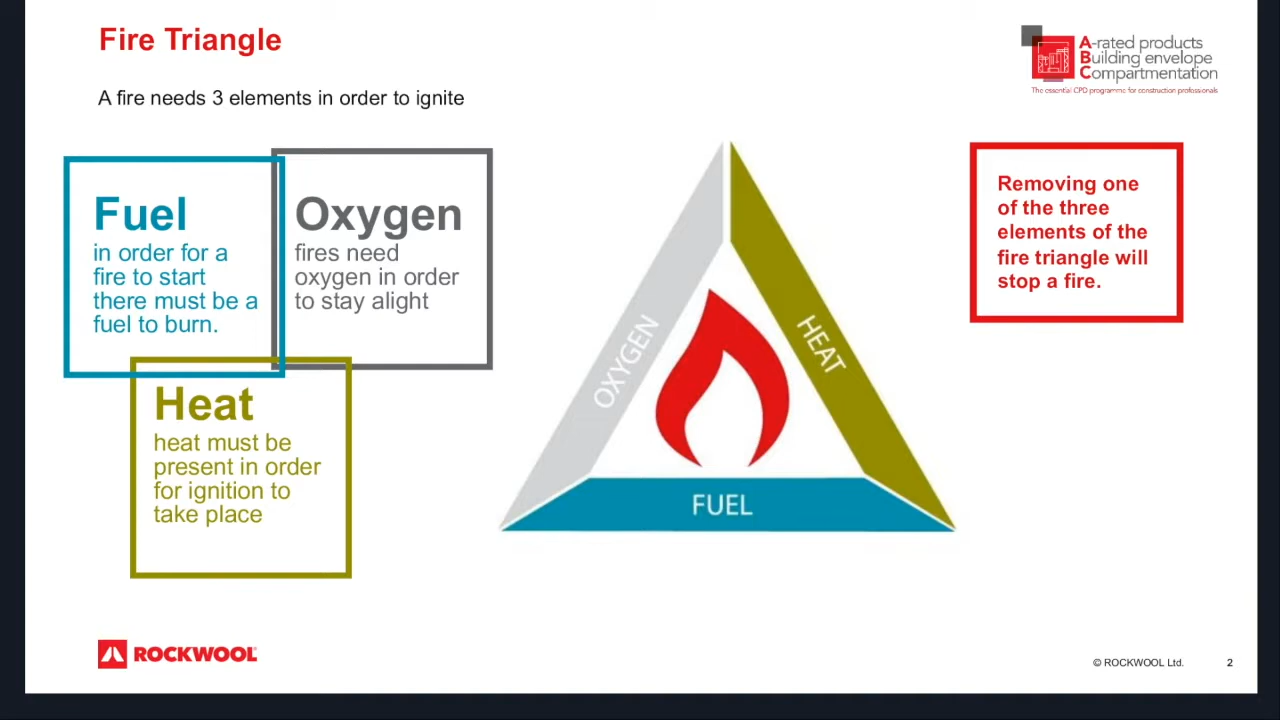 Fire Triangle
A-rated products
Building envelope
Compartmentation
The essential CPD programme for construction professionals
A fire needs 3 elements in order to ignite
Fuel
in order for a
fire to start
there must be a
fuel to burn.
Oxygen
fires need
oxygen in order
to stay alight
Heat
heat must be
present in order
for ignition to
take place
OXYGEN
HEAT
FUEL
Removing one
of the three
elements of the
fire triangle will
stop a fire.
ROCKWOOL
© ROCKWOOL Ltd.
2